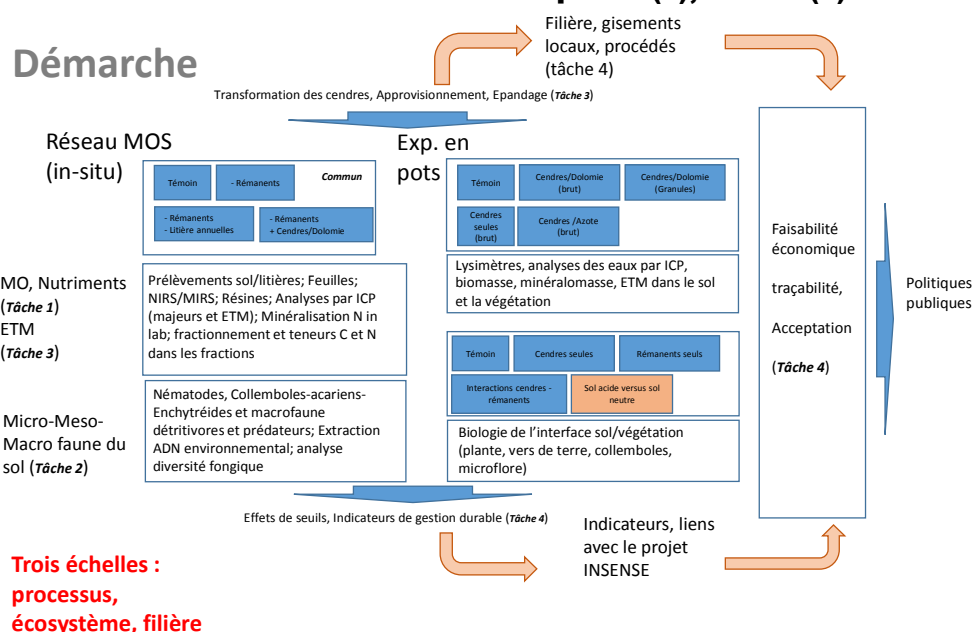 Démarche
Filière, gisements
locaux, procédés
(tâche 4)
Transformation des cendres, Approvisionnement, Epandage (Tâche 3)
Réseau MOS
(in-situ)
Exp. en
pots
Témoin
- Rémanents
Commun
- Rémanents
- Litière annuelles
- Rémanents
+ Cendres/Dolomie
Témoin
Cendres/Dolomie
(brut)
Cendres/Dolomie
(Granules)
Cendres
seules
(brut)
Cendres /Azote
(brut)
MO, Nutriments
(Tâche 1)
ETM
(Tâche 3)
Prélèvements sol/litières; Feuilles;
NIRS/MIRS; Résines; Analyses par ICP
(majeurs et ETM); Minéralisation N in
lab; fractionnement et teneurs C et N
dans les fractions
Lysimètres, analyses des eaux par ICP,
biomasse, minéralomasse, ETM dans le sol
et la végétation
Témoin
Cendres seules
Rémanents seuls
Interactions cendres -
rémanents
Sol acide versus sol
neutre
Micro-Meso-
Macro faune du
sol (Tâche 2)
Nématodes, Collemboles-acariens-
Enchytréides et macrofaune
détritivores et prédateurs; Extraction
ADN environnemental; analyse
diversité fongique
Biologie de l'interface sol/végétation
(plante, vers de terre, collemboles,
microflore)
Faisabilité
économique
traçabilité,
Acceptation
(Tâche 4)
Politiques
publiques
Effets de seuils, Indicateurs de gestion durable (Tâche 4)
Indicateurs, liens
avec le projet
INSENSE
Trois échelles :
processus,
écosystème, filière